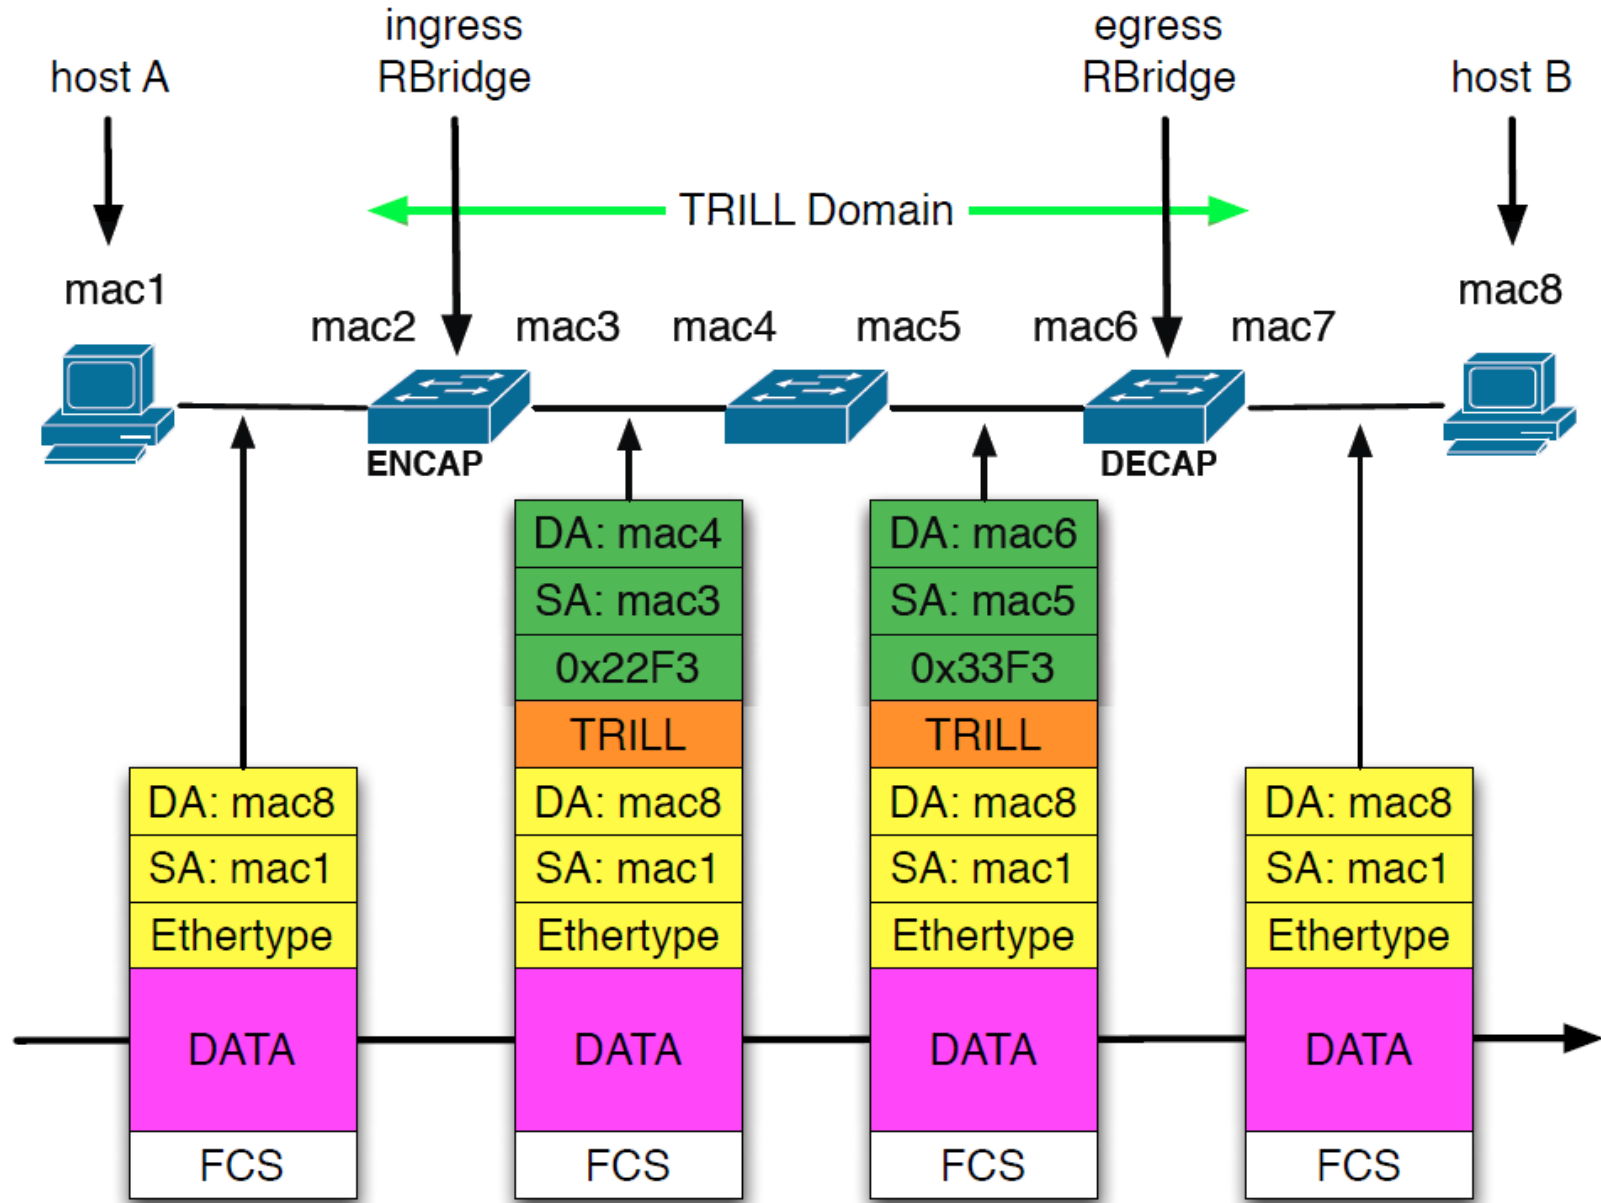 ingress
RBridge
egress
RBridge
host A
host B
TRILL Domain
mac1
mac8
mac2
mac3
mac4
mac5
mac6
mac7
ENCAP
DECAP
DA: mac8
SA: mac1
Ethertype
DATA
FCS
DA: mac4
SA: mac3
0x22F3
TRILL
DA: mac8
SA: mac1
Ethertype
DATA
FCS
DA: mac6
SA: mac5
0x33F3
TRILL
DA: mac8
SA: mac1
Ethertype
DATA
FCS
DA: mac8
SA: mac1
Ethertype
DATA
FCS